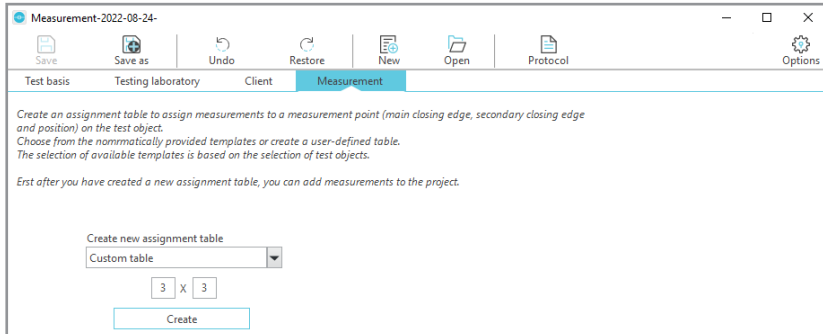 Measurement-2022-08-24-
Save
Save as
Undo
Restore
New
Open
Protocol
Options
Test basis
Testing laboratory
Client
Measurement
Create an assignment table to assign measurements to a measurement point (main closing edge, secondary closing edge
and position) on the test object.
Choose from the nomrmatically provided templates or create a user-defined table.
The selection of available templates is based on the selection of test objects.
Erst after you have created a new assignment table, you can add measurements to the project.
Create new assignment table
Custom table
3 X 3
Create